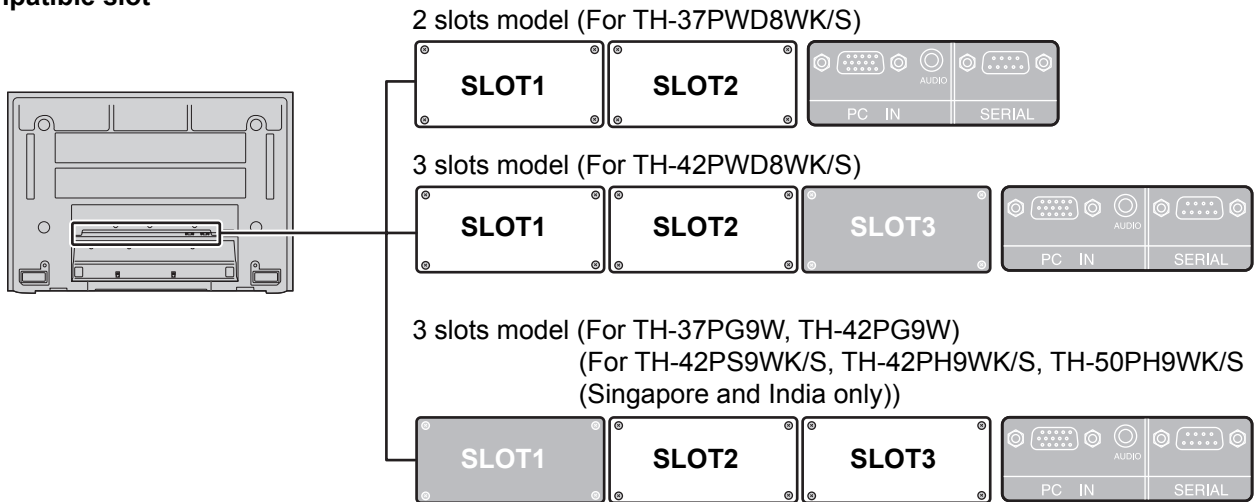 patible slot
2 slots model (For TH-37PWD8WK/S)
SLOT1 SLOT2 AUDIO PC IN SERIAL
3 slots model (For TH-42PWD8WK/S)
SLOT1 SLOT2 SLOT3 AUDIO PC IN SERIAL
3 slots model (For TH-37PG9W, TH-42PG9W)
(For TH-42PS9WK/S, TH-42PH9WK/S, TH-50PH9WK/S
(Singapore and India only))
SLOT1 SLOT2 SLOT3 AUDIO PC IN SERIAL